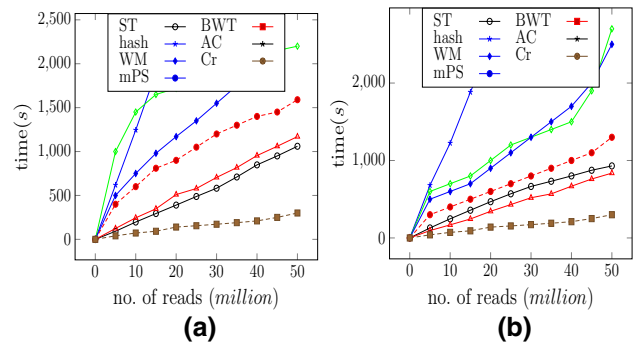 ST BWT
hash AC
WM Cr
mPS
2,500
2,000
1,500
1,000
500
0
time(s)
0 10 20 30 40 50
no. of reads (million)
(a)
ST BWT
hash AC
WM Cr
mPS
2,000
1,000
0
time(s)
0 10 20 30 40 50
no. of reads (million)
(b)